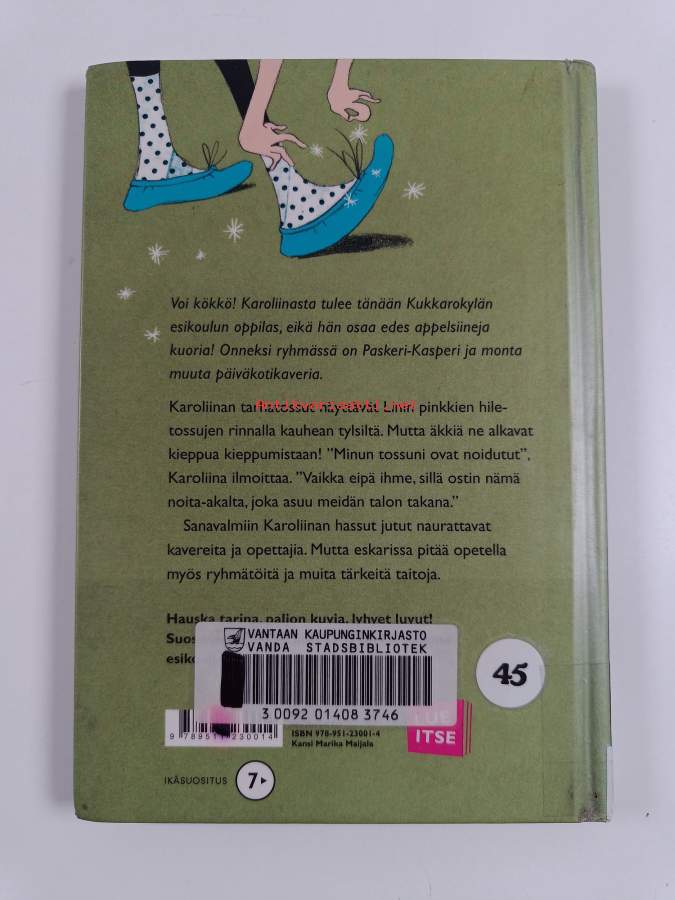 Voi kökkö! Karoliinasta tulee tänään Kukkarokylän
esikoulun oppilas, eikä hän osaa edes appelsiineja
kuoria! Onneksi ryhmässä on Paskeri-Kasperi ja monta
muuta päiväkotikaveria.
Karoliinan tarhatossut näyttävät Linin pinkkien hile-
tossujen rinnalla kauhean tylsiltä. Mutta äkkiä ne alkavat
kieppua kieppumistaan! ”Minun tossuni ovat noidutut”,
Karoliina ilmoittaa. ”Vaikka eipä ihme, sillä ostin nämä
noita-akalta, joka asuu meidän talon takana.”
Sanavalmiin Karoliinan hassut jutut naurattavat
kavereita ja opettajia. Mutta eskarissa pitää opetella
myös ryhmätöitä ja muita tärkeitä taitoja.
Hauska tarina, paljon kuvia, lyhyet luvut!
VANTAAN KAUPUNGINKIRJASTO
VANDA STADSBIBLIOTEK
3 0092 01408 3746
45
9 789511 230014
ISBN 978-951-23001-4
Kansi Marika Maijala
ITSE
IKÄSUOSITUS 7